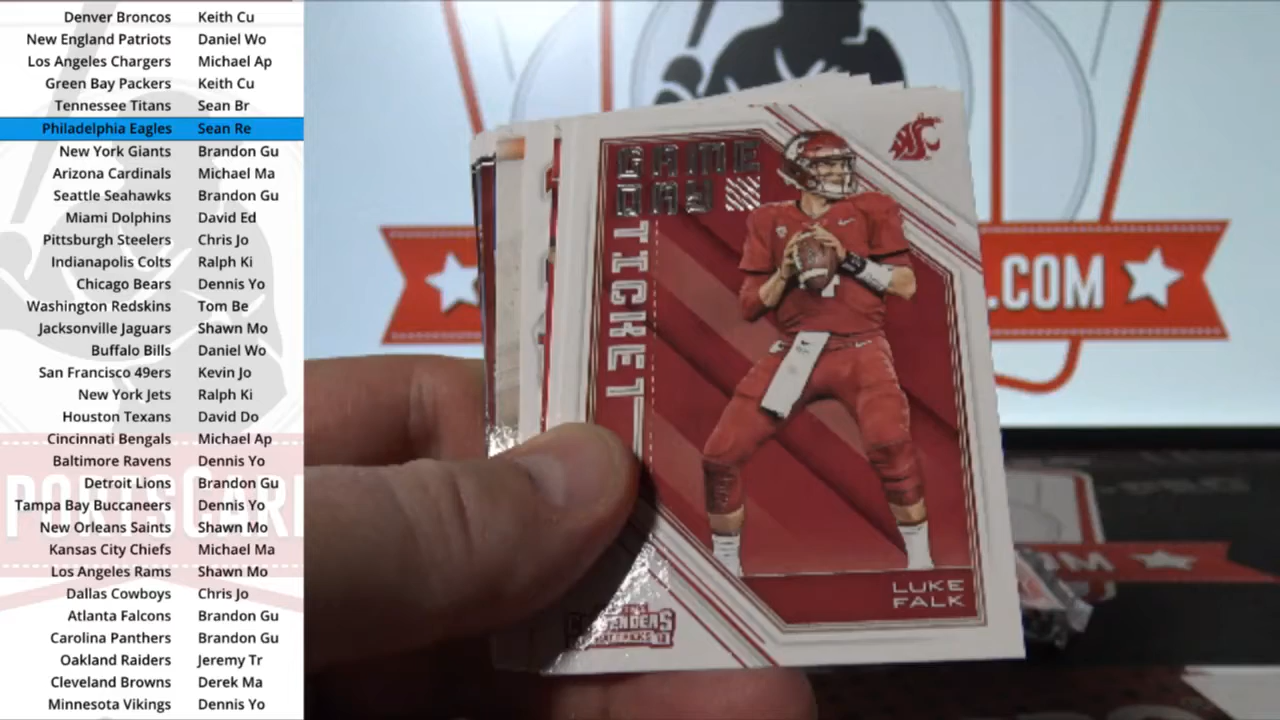 Denver Broncos Keith Cu
New England Patriots Daniel Wo
Los Angeles Chargers Michael Ap
Green Bay Packers Keith Cu
Tennessee Titans Sean Br
Philadelphia Eagles Sean Re
New York Giants Brandon Gu
Arizona Cardinals Michael Ma
Seattle Seahawks Brandon Gu
Miami Dolphins David Ed
Pittsburgh Steelers Chris Jo
Indianapolis Colts Ralph Ki
Chicago Bears Dennis Yo
Washington Redskins Tom Be
Jacksonville Jaguars Shawn Mo
Buffalo Bills Daniel Wo
San Francisco 49ers Kevin Jo
New York Jets Ralph Ki
Houston Texans David Do
Cincinnati Bengals Michael Ap
Baltimore Ravens Dennis Yo
Detroit Lions Brandon Gu
Tampa Bay Buccaneers Dennis Yo
New Orleans Saints Shawn Mo
Kansas City Chiefs Michael Ma
Los Angeles Rams Shawn Mo
Dallas Cowboys Chris Jo
Atlanta Falcons Brandon Gu
Carolina Panthers Brandon Gu
Oakland Raiders Jeremy Tr
Cleveland Browns Derek Ma
Minnesota Vikings Dennis Yo
GAME
DAY
TICKET
LUKE
FALK
.COM